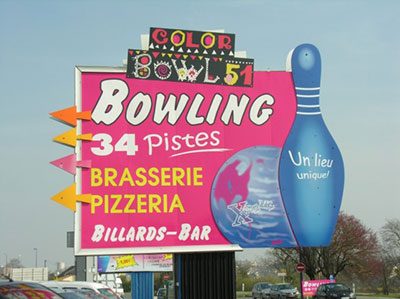 COLOR
BOWL 51
BOWLING
34 Pistes
BRASSERIE
PIZZERIA
BILLARDS-BAR
Un lieu
unique!